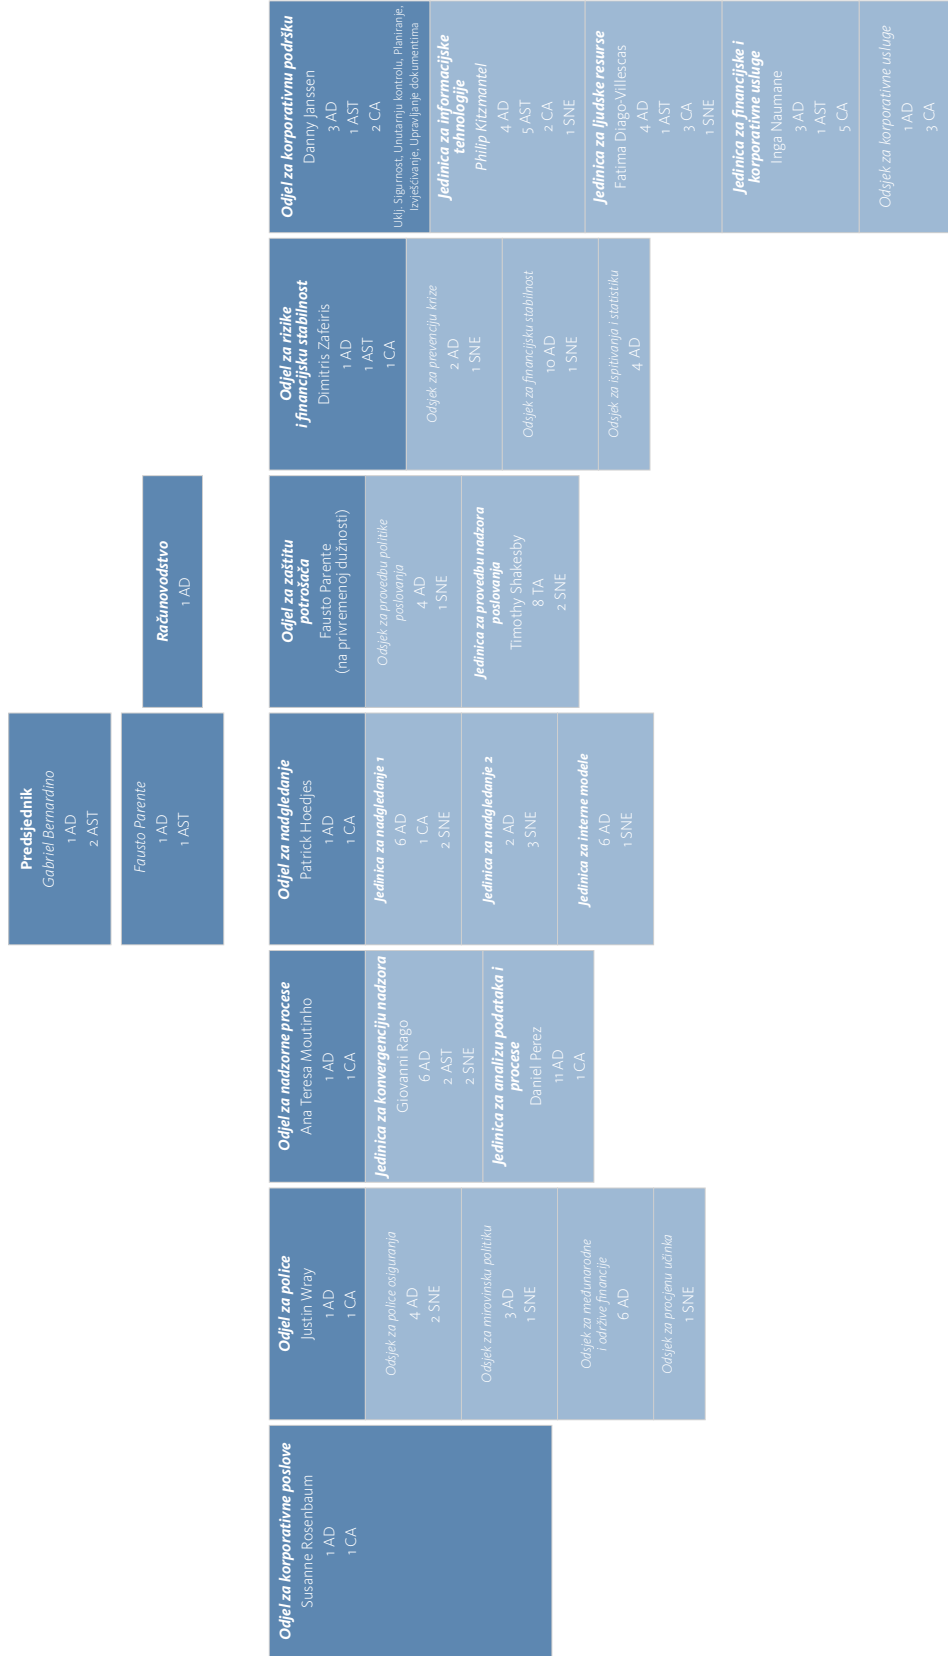 Predsjednik
Gabriel Bernardino
1 AD
2 AST
Fausto Parente
1 AD
1 AST
Računovodstvo
1 AD
Odjel za korporativne poslove
Susanne Rosenbaum
1 AD
1 CA
Odjel za police
Justin Wray
1 AD
1 CA
Odsjek za police osiguranja
4 AD
2 SNE
Odsjek za mirovinsku politiku
3 AD
1 SNE
Odsjek za međunarodne
i održive financije
6 AD
Odsjek za procjenu učinka
1 SNE
Odjel za nadzorne procese
Ana Teresa Moutinho
1 AD
1 CA
Jedinica za konvergenciju nadzora
Giovanni Rago
6 AD
2 AST
2 SNE
Jedinica za analizu podataka i
procese
Daniel Perez
11 AD
1 CA
Odjel za nadgledanje
Patrick Hoedjes
1 AD
1 CA
Jedinica za nadgledanje 1
6 AD
1 CA
2 SNE
Jedinica za nadgledanje 2
2 AD
3 SNE
Jedinica za interne modele
6 AD
1 SNE
Odjel za zaštitu
potrošača
Fausto Parente
(na privremenoj dužnosti)
Odsjek za provedbu politike
poslovanja
4 AD
1 SNE
Jedinica za provedbu nadzora
poslovanja
Timothy Shakesby
8 TA
2 SNE
Odjel za rizike
i financijsku stabilnost
Dimitris Zafeiris
1 AD
1 AST
1 CA
Odsjek za prevenciju krize
2 AD
1 SNE
Odsjek za financijsku stabilnost
10 AD
1 SNE
Odsjek za ispitivanja i statistiku
4 AD
Odjel za korporativnu podršku
Danny Janssen
3 AD
1 AST
2 CA
Uklj. Sigurnost, Unutarnju kontrolu, Planiranje,
Izvješćivanje, Upravljanje dokumentima
Jedinica za informacijske
tehnologije
Philip Kitzmantel
4 AD
5 AST
2 CA
1 SNE
Jedinica za ljudske resurse
Fatima Diago-Villescas
4 AD
1 AST
3 CA
1 SNE
Jedinica za financijske i
korporativne usluge
Inga Naumane
3 AD
1 AST
5 CA
Odsjek za korporativne usluge
1 AD
3 CA